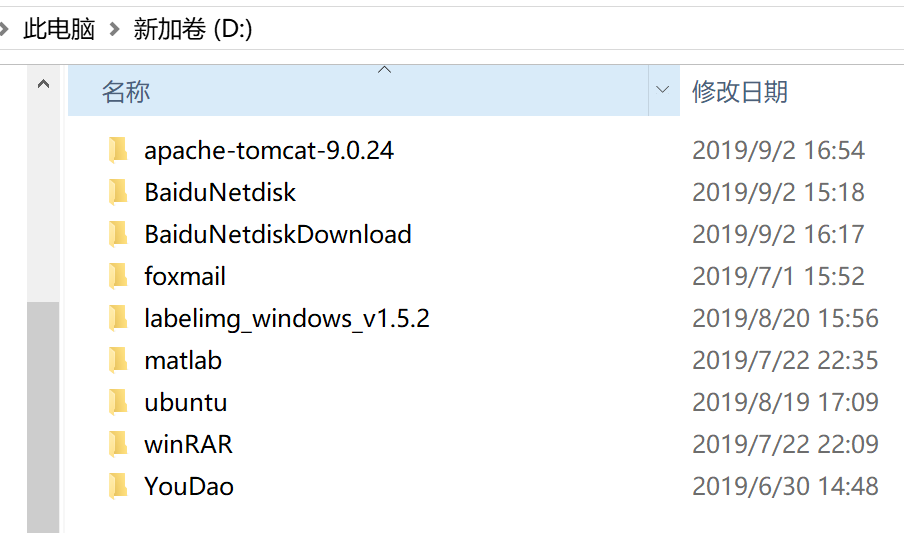 此电脑 新加卷 (D:)
名称 修改日期
apache-tomcat-9.0.24 2019/9/2 16:54
BaiduNetdisk 2019/9/2 15:18
BaiduNetdiskDownload 2019/9/2 16:17
foxmail 2019/7/1 15:52
labelimg_windows_v1.5.2 2019/8/20 15:56
matlab 2019/7/22 22:35
ubuntu 2019/8/19 17:09
winRAR 2019/7/22 22:09
YouDao 2019/6/30 14:48